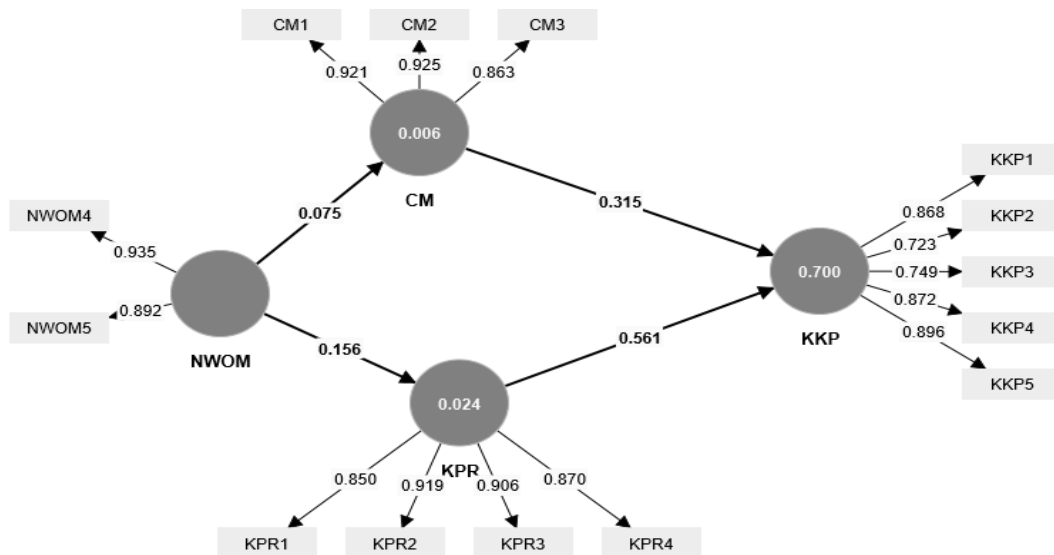 CM1
CM2
CM3
0.921
0.925
0.863
0.006
CM
KKP1
NWOM4
0.075
0.315
0.868
KKP2
0.935
0.723
0.700
0.749
KKP3
NWOM5
0.892
0.872
KKP4
0.896
NWOM
0.156
0.561
KKP
KKP5
0.024
KPR
0.850
0.919
0.906
0.870
KPR1
KPR2
KPR3
KPR4